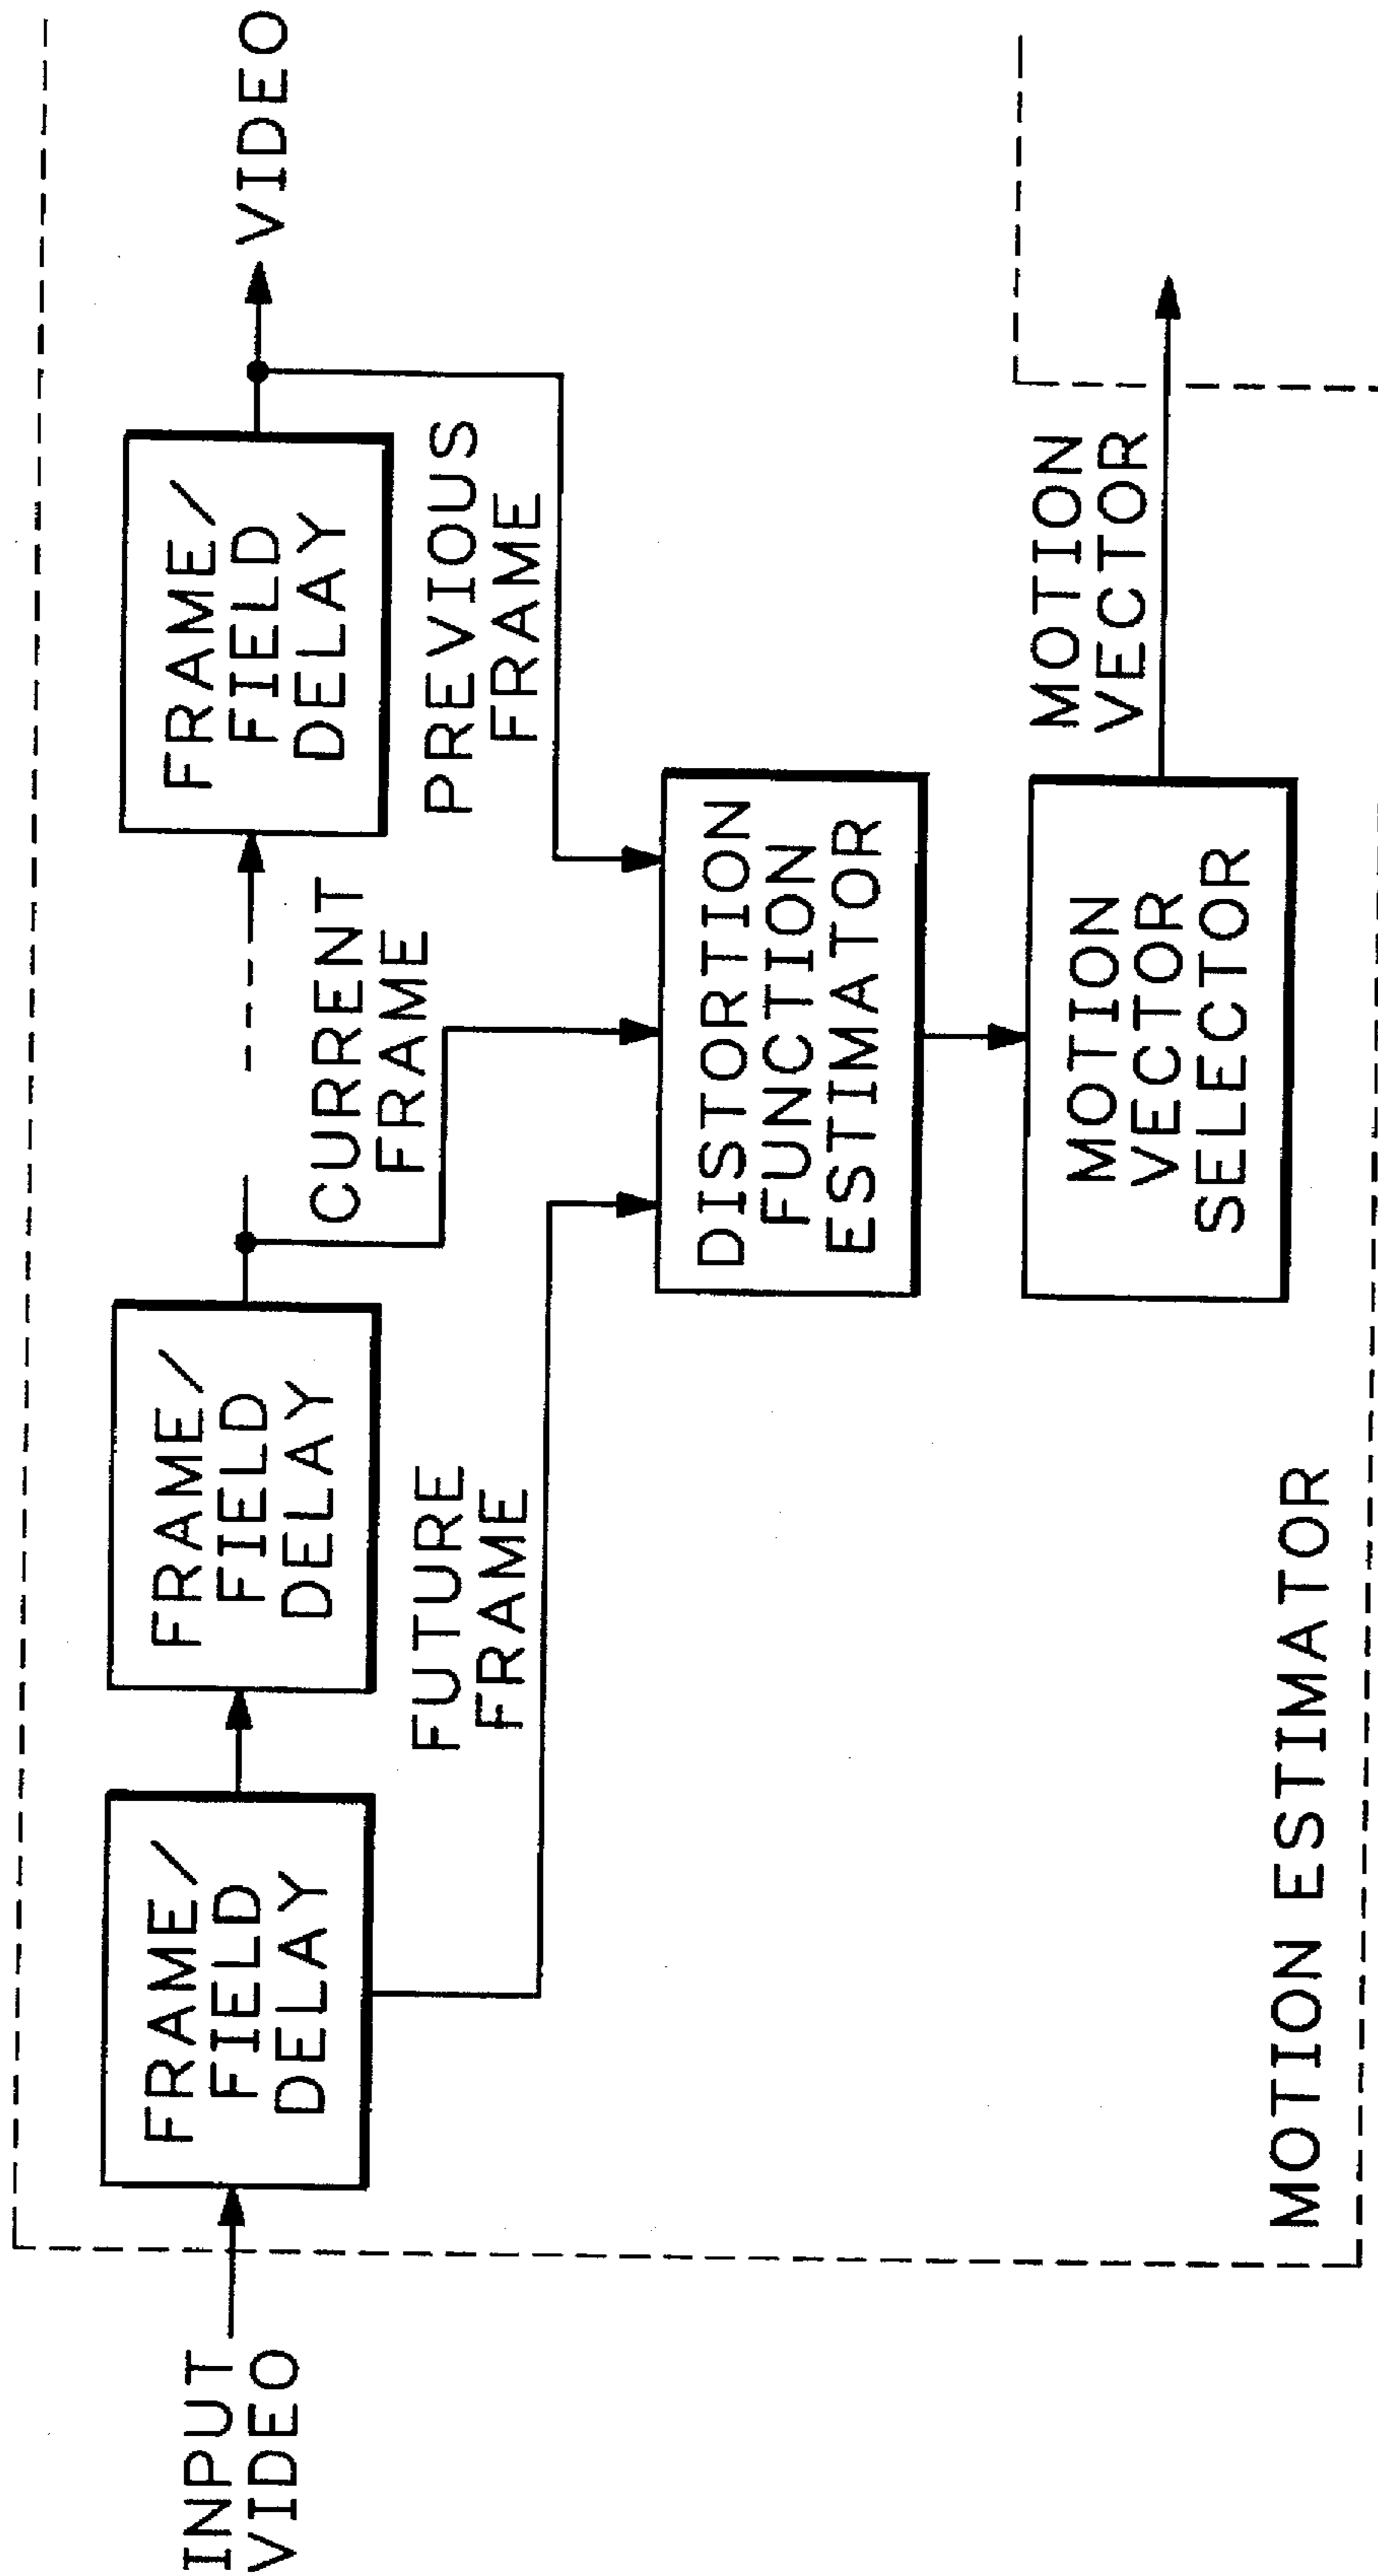 INPUT
VIDEO
FRAME/
FIELD
DELAY
FRAME/
FIELD
DELAY
FRAME/
FIELD
DELAY
VIDEO
FUTURE
FRAME
CURRENT
FRAME
PREVIOUS
FRAME
DISTORTION
FUNCTION
ESTIMATOR
MOTION
VECTOR
SELECTOR
MOTION
VECTOR
MOTION ESTIMATOR